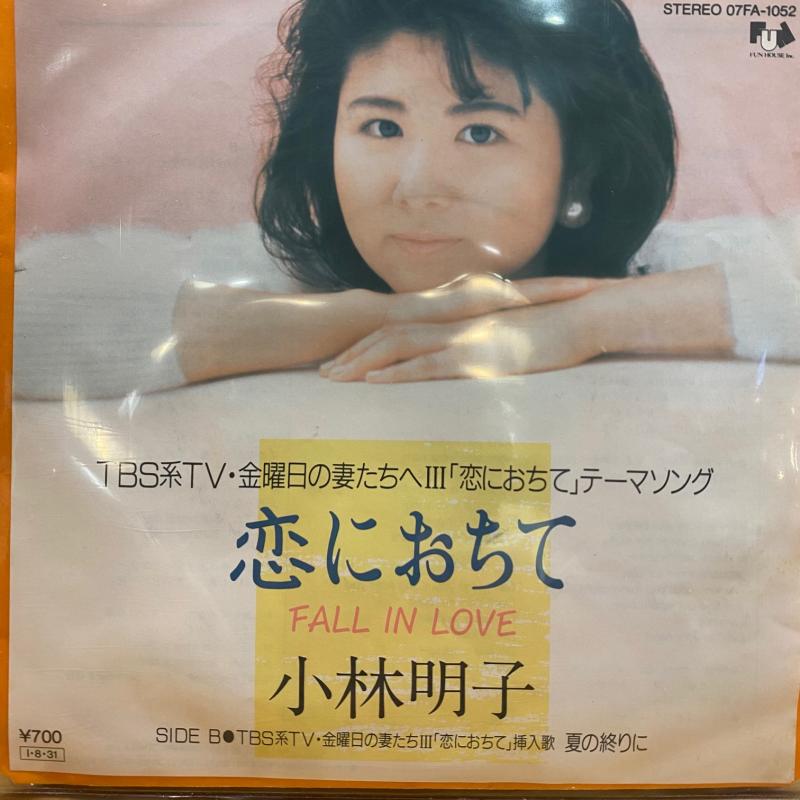 STEREO 07FA-1052
FUN
FUN HOUSE Inc.
TBS系TV・金曜日の妻たちへIII「恋におちて」テーマソング
恋におちて
FALL IN LOVE
小林明子
¥700
SIDE B●TBS系TV・金曜日の妻たちIII「恋におちて」挿入歌 夏の終りに
I・8・31